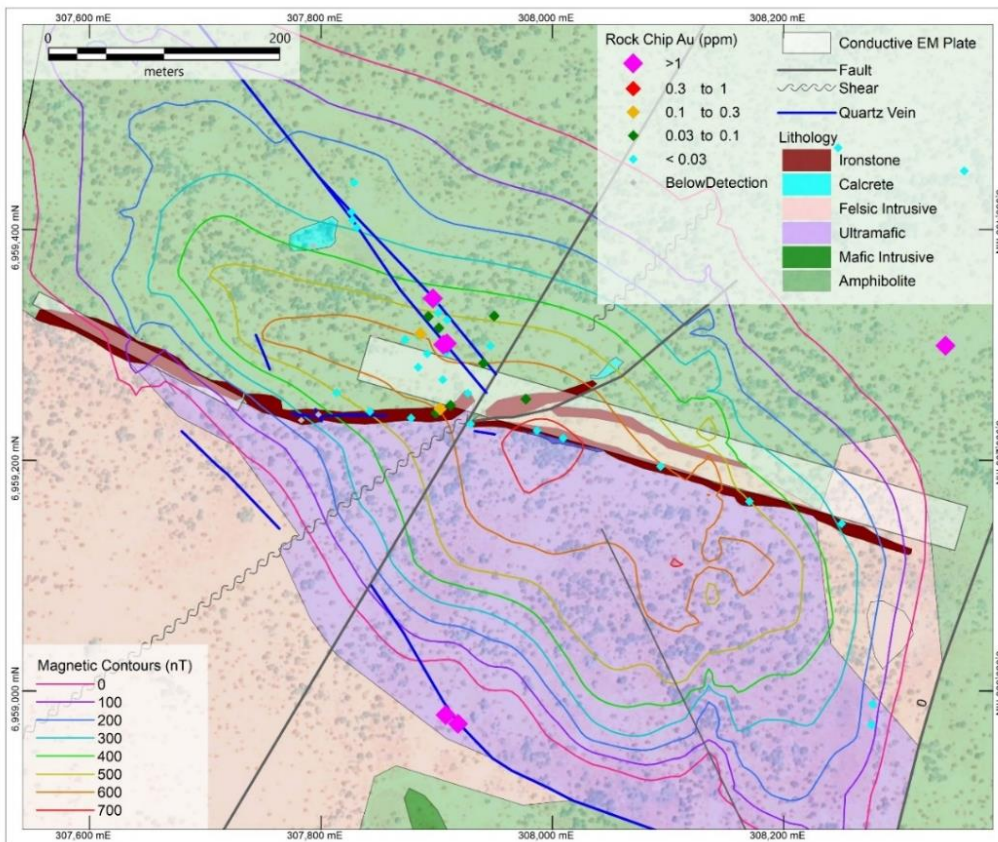 307,600 mE
307,800 mE
308,000 mE
308,200 mE
0
200
meters
Rock Chip Au (ppm)
>1
0.3 to 1
0.1 to 0.3
0.03 to 0.1
< 0.03
BelowDetection
Conductive EM Plate
Fault
Shear
Quartz Vein
Lithology
Ironstone
Calcrete
Felsic Intrusive
Ultramafic
Mafic Intrusive
Amphibolite
6,959,400 mN
6,959,200 mN
6,959,000 mN
Magnetic Contours (nT)
0
100
200
300
400
500
600
700
0
307,600 mE
307,800 mE
308,000 mE
308,200 mE